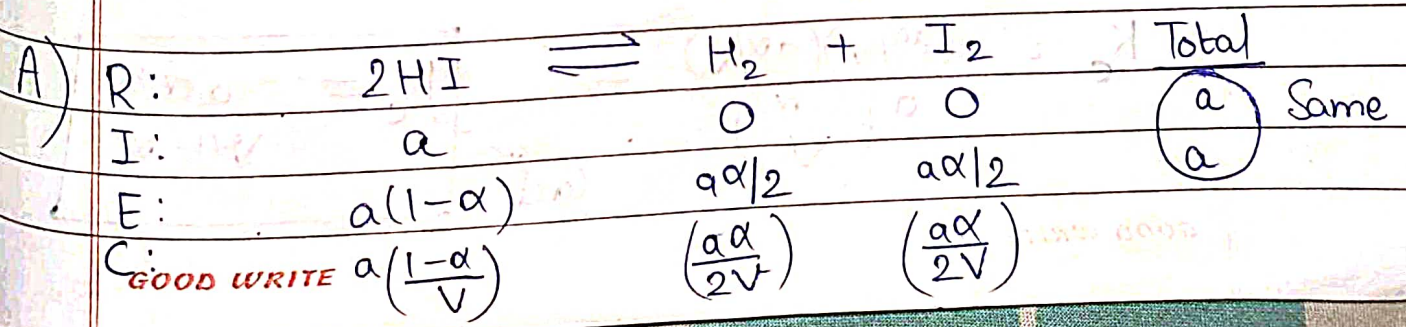 A) R: 2HI ⇌ H₂ + I₂ Total
I: a 0 0 a Same
E: a(1-α) aα/2 aα/2 a
C: a((1-α)/V) (aα/2V) (aα/2V)
GOOD WRITE